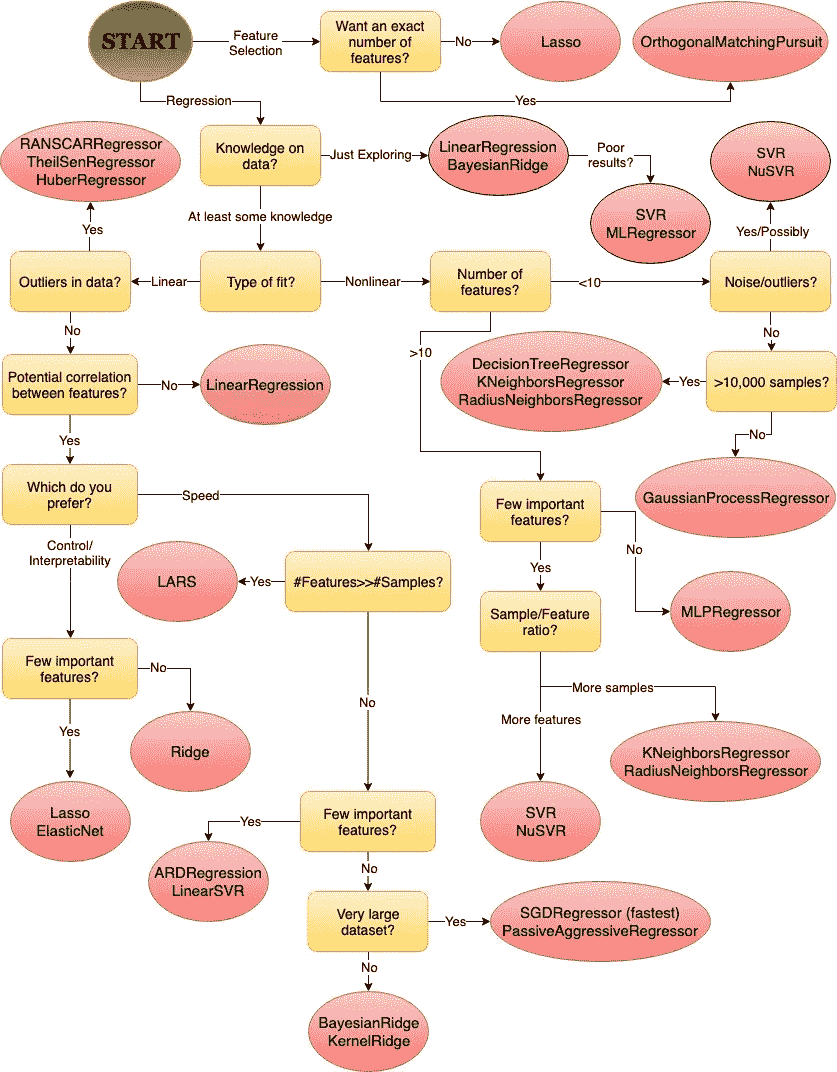 START
Feature
Selection
Want an exact
number of
features?
No
Lasso
OrthogonalMatchingPursuit
Yes
Regression
RANSCARRegressor
TheilSenRegressor
HuberRegressor
Knowledge on
data?
Just Exploring
LinearRegression
BayesianRidge
Poor
results?
SVR
MLRegressor
SVR
NuSVR
Yes
At least some knowledge
Yes/Possibly
Outliers in data?
Linear
Type of fit?
Nonlinear
Number of
features?
<10
Noise/outliers?
No
>10
No
Potential correlation
between features?
No
LinearRegression
DecisionTreeRegressor
KNeighborsRegressor
RadiusNeighborsRegressor
Yes
>10,000 samples?
Yes
No
Which do you
prefer?
Speed
GaussianProcessRegressor
Few important
features?
Control/
Interpretability
No
LARS
Yes
#Features>>#Samples?
Yes
MLPRegressor
Sample/Feature
ratio?
Few important
features?
No
No
More samples
More features
Yes
Ridge
KNeighborsRegressor
RadiusNeighborsRegressor
Lasso
ElasticNet
Yes
Few important
features?
SVR
NuSVR
ARDRegression
LinearSVR
No
Very large
dataset?
Yes
SGDRegressor (fastest)
PassiveAggressiveRegressor
No
BayesianRidge
KernelRidge